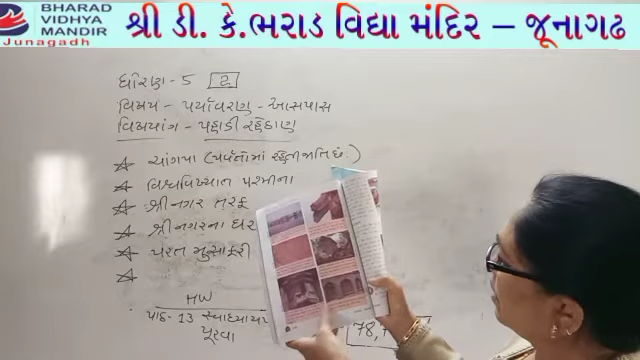 BHARAD
VIDHYA
MANDIR
Junagadh
શ્રી ડી. કે.ભરાડ વિદ્યા મંદિર – જૂનાગઢ
ધોરણ - 5
વિષય - પર્યાવરણ - આસપાસ
વિષયાંગ - પહાડી રહેઠાણ
ચાંગપા (પર્વતોમાં રહેતી જાતિ છે.)
વિશ્વવિખ્યાત પશ્મીના
શ્રીનગર તરફ
શ્રીનગરના ઘર
પરત મુસાફરી
HW
પાઠ-13 સ્વાધ્યાય
પૂરવા
78,